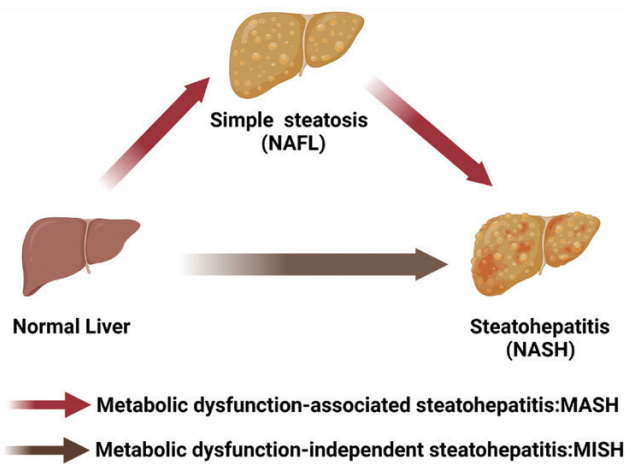 Simple steatosis
(NAFL)
Normal Liver
Steatohepatitis
(NASH)
Metabolic dysfunction-associated steatohepatitis:MASH
Metabolic dysfunction-independent steatohepatitis:MISH